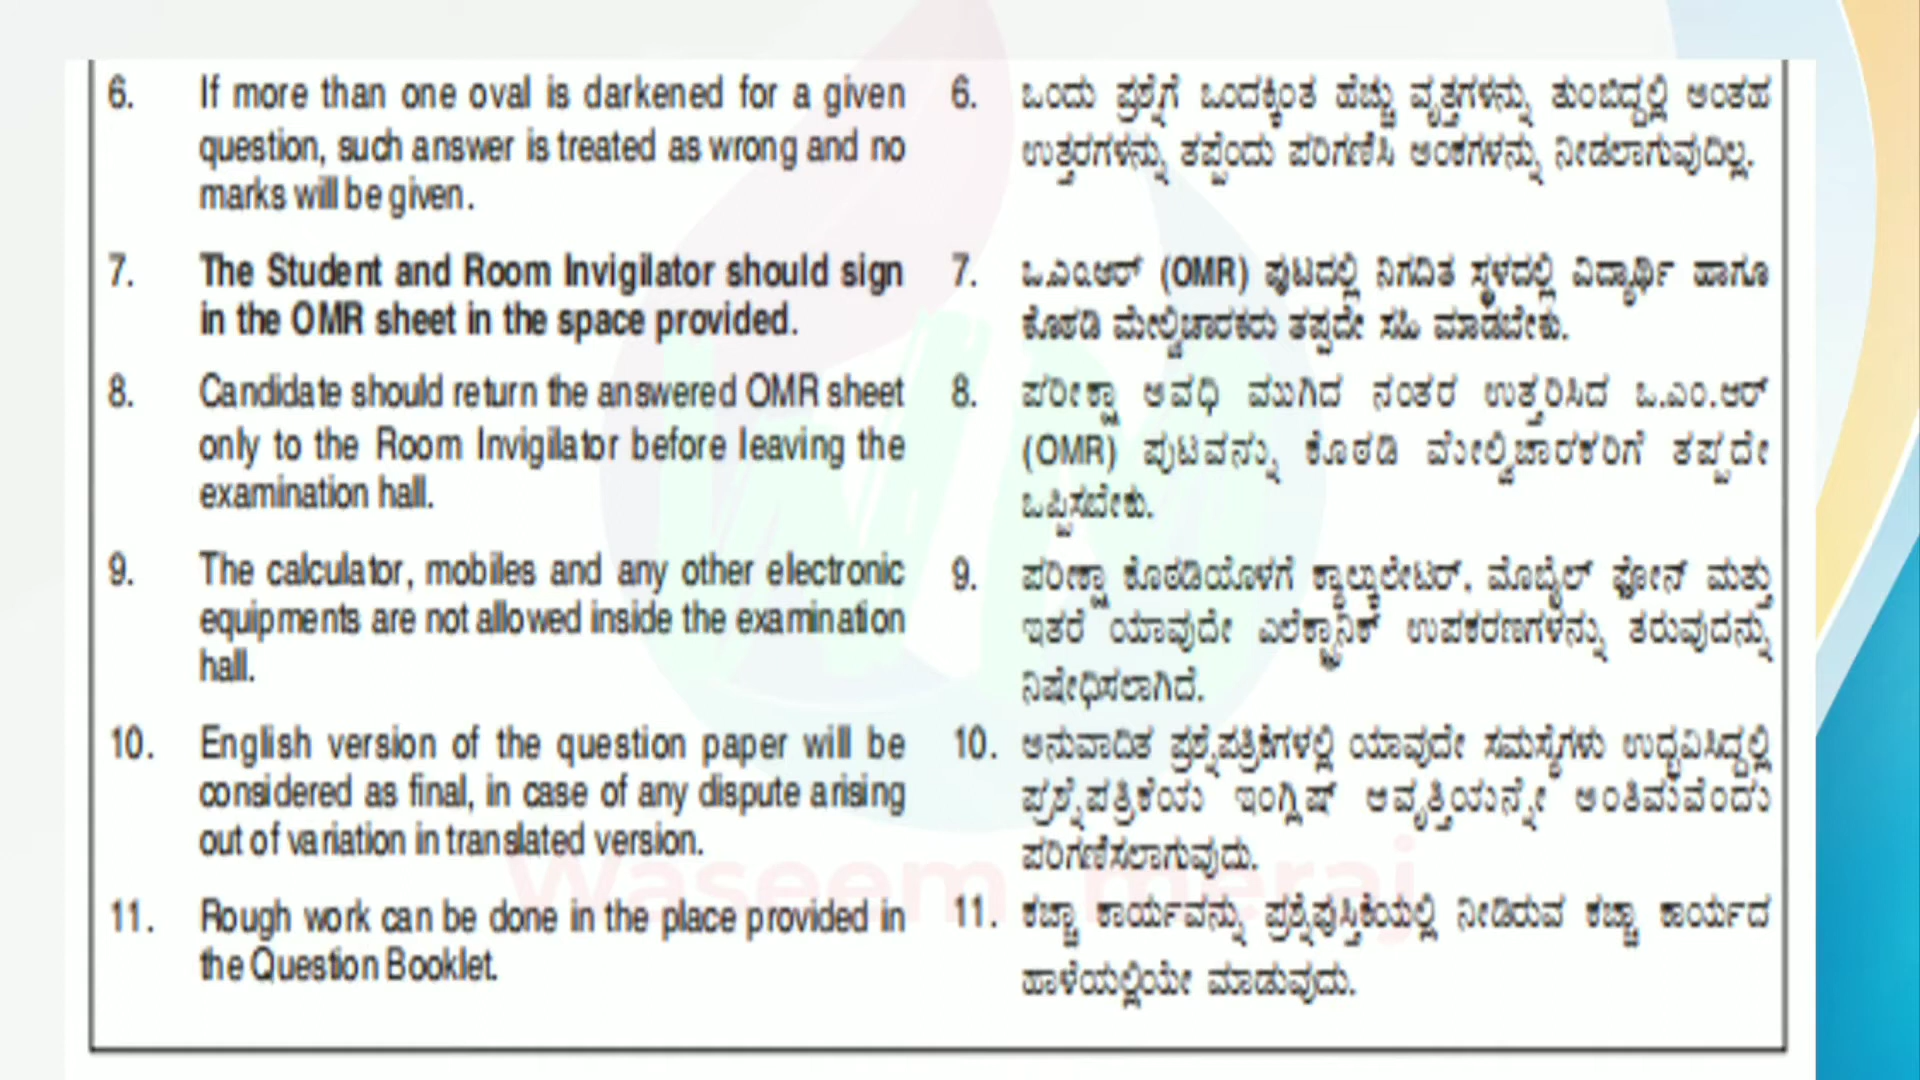 6. If more than one oval is darkened for a given
question, such answer is treated as wrong and no
marks will be given.
7. The Student and Room Invigilator should sign
in the OMR sheet in the space provided.
8. Candidate should return the answered OMR sheet
only to the Room Invigilator before leaving the
examination hall.
9. The calculator, mobiles and any other electronic
equipments are not allowed inside the examination
hall.
10. English version of the question paper will be
considered as final, in case of any dispute arising
out of variation in translated version.
11. Rough work can be done in the place provided in
the Question Booklet.
6. ಒಂದು ಪ್ರಶ್ನೆಗೆ ಒಂದಕ್ಕಿಂತ ಹೆಚ್ಚು ವೃತ್ತಗಳನ್ನು ತುಂಬಿದ್ದಲ್ಲಿ ಅಂತಹ
ಉತ್ತರಗಳನ್ನು ತಪ್ಪೆಂದು ಪರಿಗಣಿಸಿ ಅಂಕಗಳನ್ನು ನೀಡಲಾಗುವುದಿಲ್ಲ.
7. ಒ.ಎಂ.ಆರ್ (OMR) ಪುಟದಲ್ಲಿ ನಿಗದಿತ ಸ್ಥಳದಲ್ಲಿ ವಿದ್ಯಾರ್ಥಿ ಹಾಗೂ
ಕೊಠಡಿ ಮೇಲ್ವಿಚಾರಕರು ತಪ್ಪದೇ ಸಹಿ ಮಾಡಬೇಕು.
8. ಪರೀಕ್ಷಾ ಅವಧಿ ಮುಗಿದ ನಂತರ ಉತ್ತರಿಸಿದ ಒ.ಎಂ.ಆರ್
(OMR) ಪುಟವನ್ನು ಕೊಠಡಿ ಮೇಲ್ವಿಚಾರಕರಿಗೆ ತಪ್ಪದೇ
ಒಪ್ಪಿಸಬೇಕು.
9. ಪರೀಕ್ಷಾ ಕೊಠಡಿಯೊಳಗೆ ಕ್ಯಾಲ್ಕುಲೇಟರ್, ಮೊಬೈಲ್ ಫೋನ್ ಮತ್ತು
ಇತರೆ ಯಾವುದೇ ಎಲೆಕ್ಟ್ರಾನಿಕ್ ಉಪಕರಣಗಳನ್ನು ತರುವುದನ್ನು
ನಿಷೇಧಿಸಲಾಗಿದೆ.
10. ಅನುವಾದಿತ ಪ್ರಶ್ನೆಪತ್ರಿಕೆಗಳಲ್ಲಿ ಯಾವುದೇ ಸಮಸ್ಯೆಗಳು ಉದ್ಭವಿಸಿದ್ದಲ್ಲಿ
ಪ್ರಶ್ನೆಪತ್ರಿಕೆಯ ಇಂಗ್ಲಿಷ್ ಆವೃತ್ತಿಯನ್ನೇ ಅಂತಿಮವೆಂದು
ಪರಿಗಣಿಸಲಾಗುವುದು.
11. ಕಚ್ಚಾ ಕಾರ್ಯವನ್ನು ಪ್ರಶ್ನೆಪುಸ್ತಿಕೆಯಲ್ಲಿ ನೀಡಿರುವ ಕಚ್ಚಾ ಕಾರ್ಯದ
ಹಾಳೆಯಲ್ಲಿಯೇ ಮಾಡುವುದು.
Waseem meraj